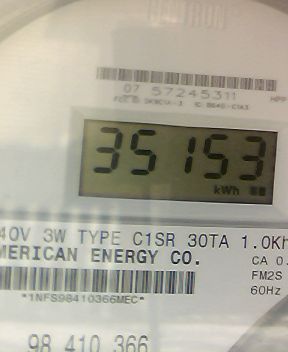 07 57245311
35153
kWh
40V 3W TYPE C1SR 30TA 1.0Kh
MERICAN ENERGY CO.
CA 0.
FM2S
60Hz
*1NFS98410366MEC*
98 410 366